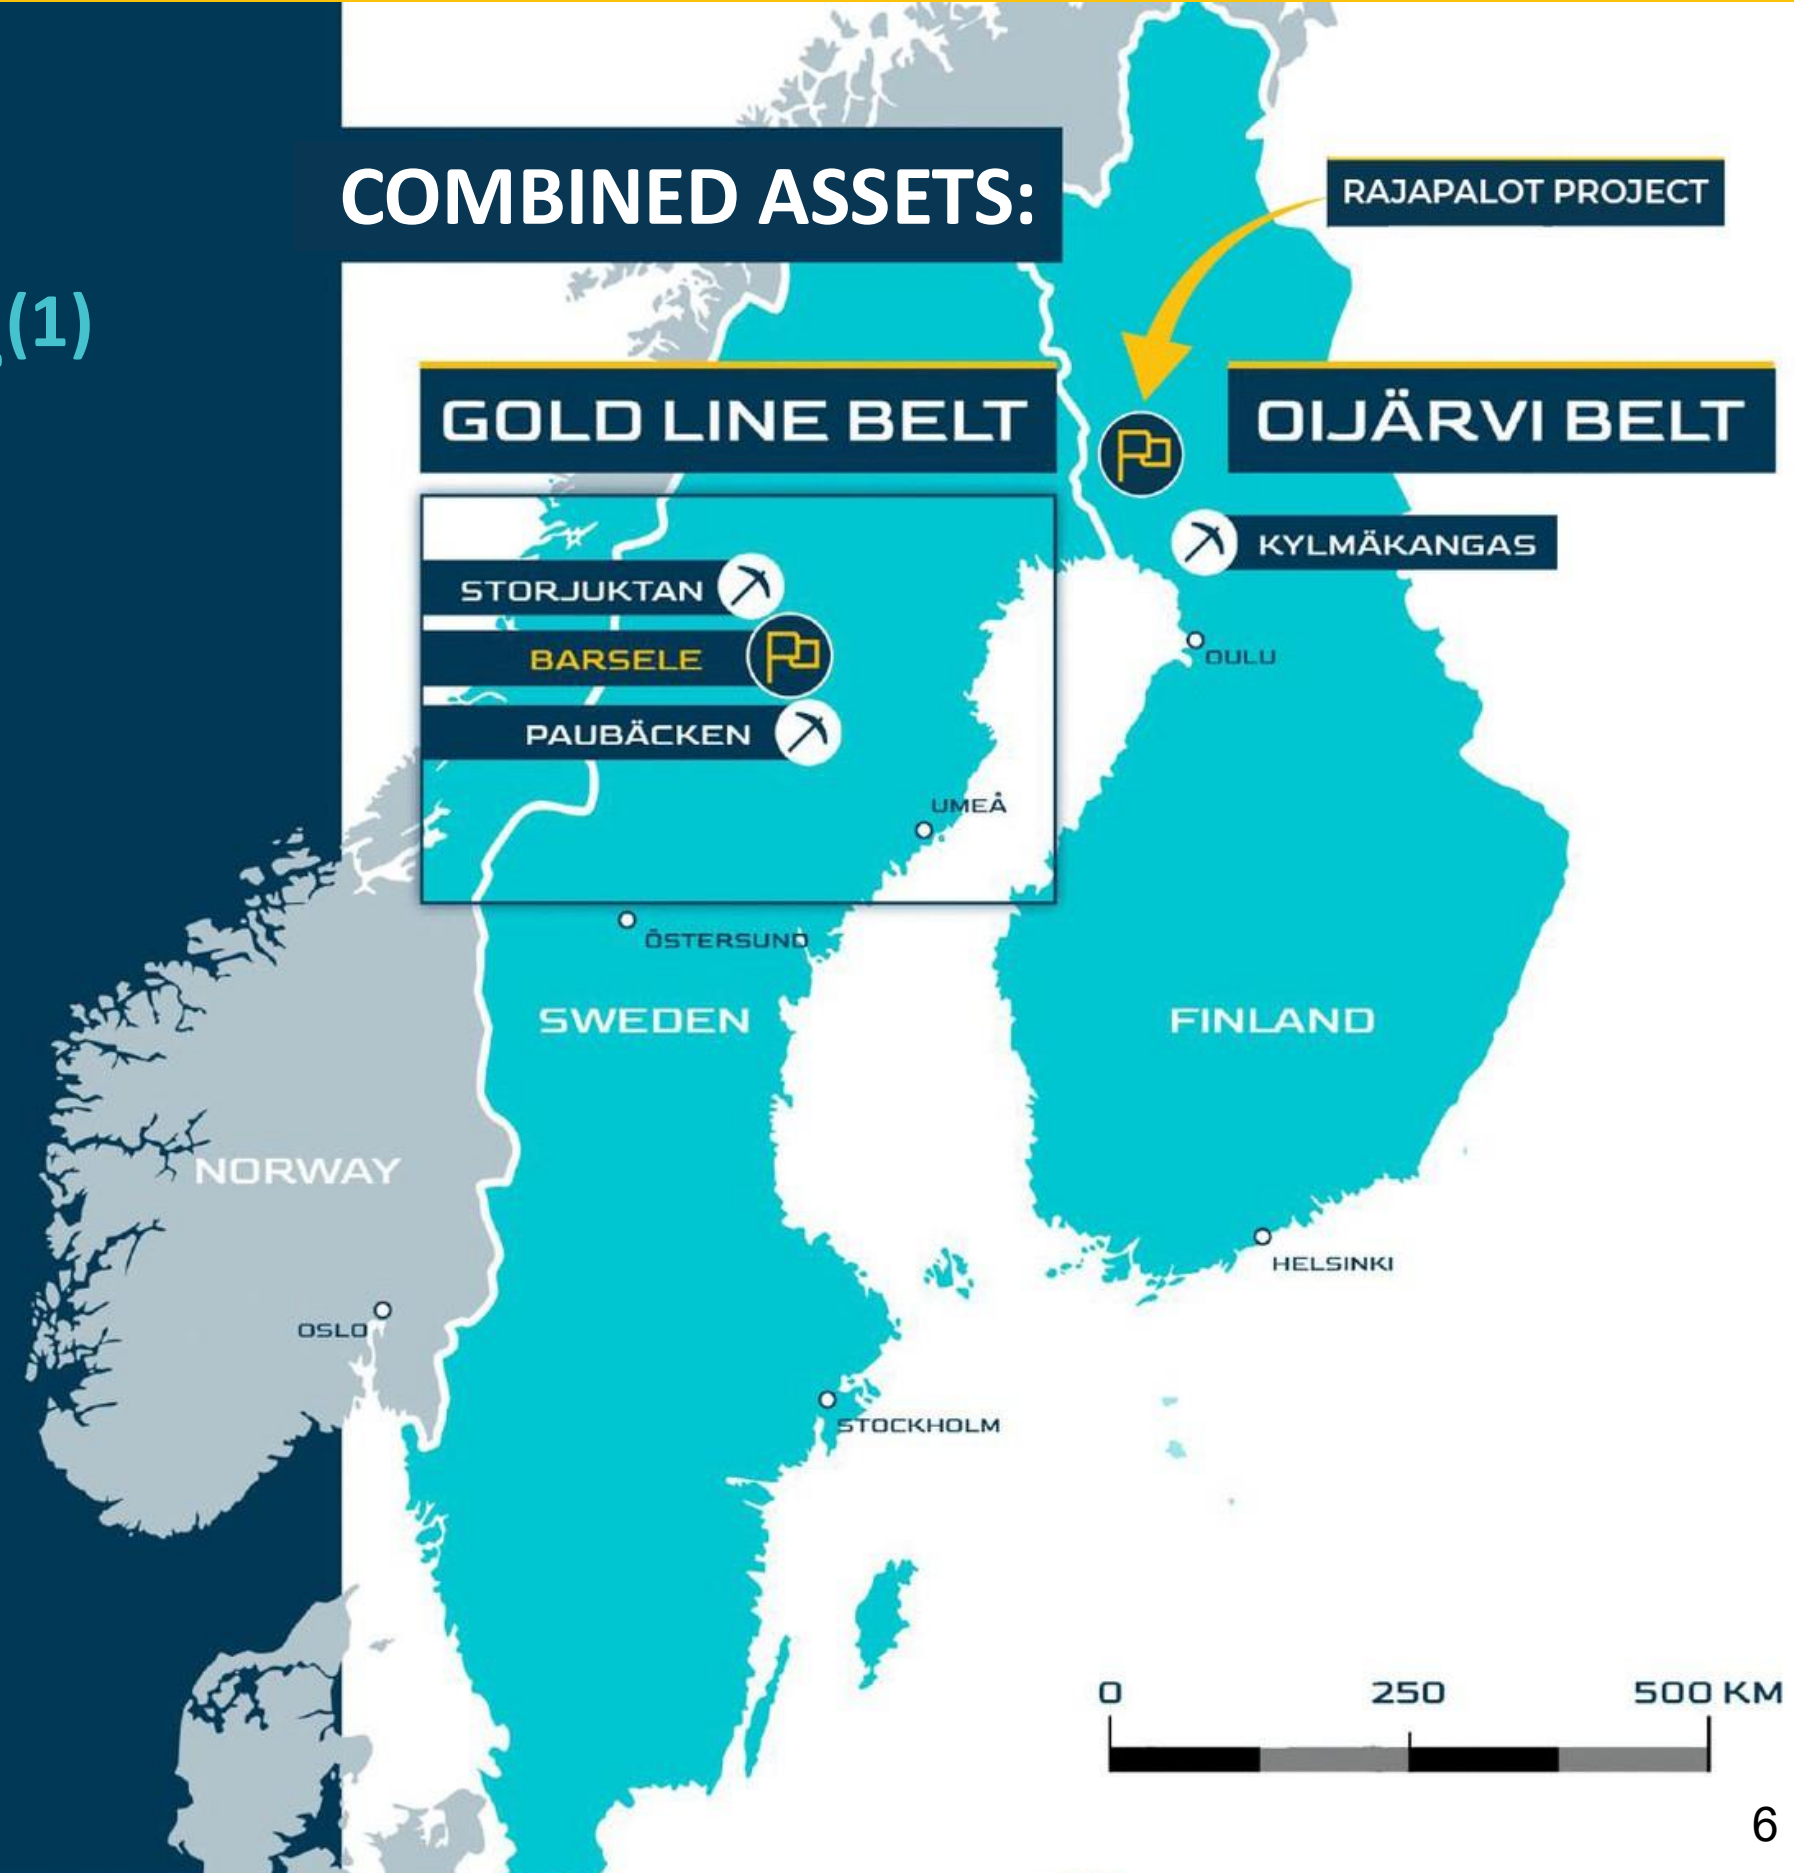 COMBINED ASSETS:
RAJAPALOT PROJECT
(1)
GOLD LINE BELT
OIJÄRVI BELT
KYLMÄKANGAS
STORJUKTAN
BARSELE
OULU
PAUBÄCKEN
UMEÅ
ÖSTERSUND
SWEDEN
FINLAND
NORWAY
HELSINKI
OSLO
STOCKHOLM
0 250 500 KM
6